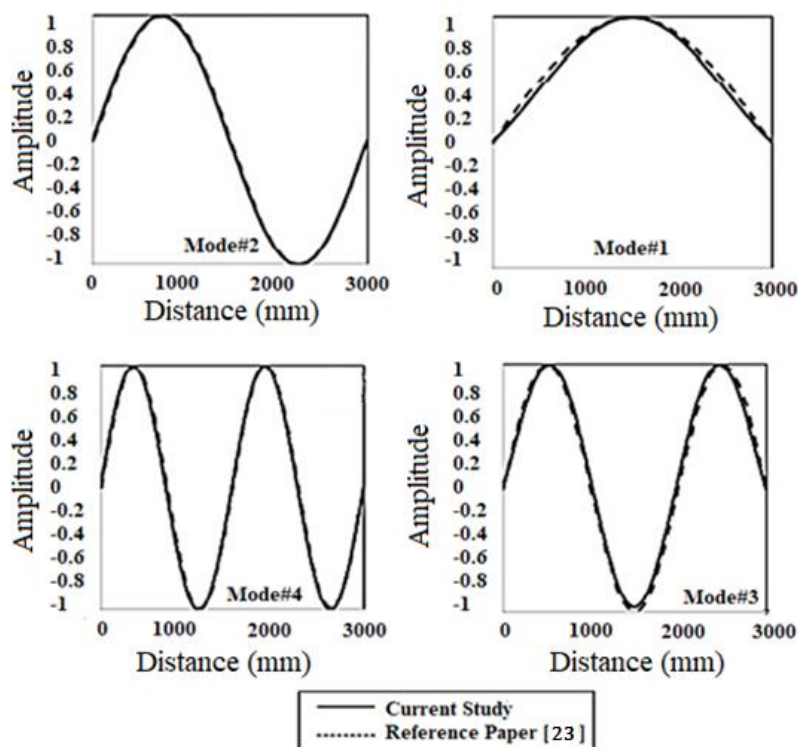 Amplitude
1
0.8
0.6
0.4
0.2
0
-0.2
-0.4
-0.6
-0.8
-1
Mode#2
0 1000 2000 3000
Distance (mm)
Amplitude
1
0.8
0.6
0.4
0.2
0
-0.2
-0.4
-0.6
-0.8
-1
Mode#1
0 1000 2000 3000
Distance (mm)
Amplitude
1
0.8
0.6
0.4
0.2
0
-0.2
-0.4
-0.6
-0.8
-1
Mode#4
0 1000 2000 3000
Distance (mm)
Amplitude
1
0.8
0.6
0.4
0.2
0
-0.2
-0.4
-0.6
-0.8
-1
Mode#3
0 1000 2000 3000
Distance (mm)
Current Study
Reference Paper [23]